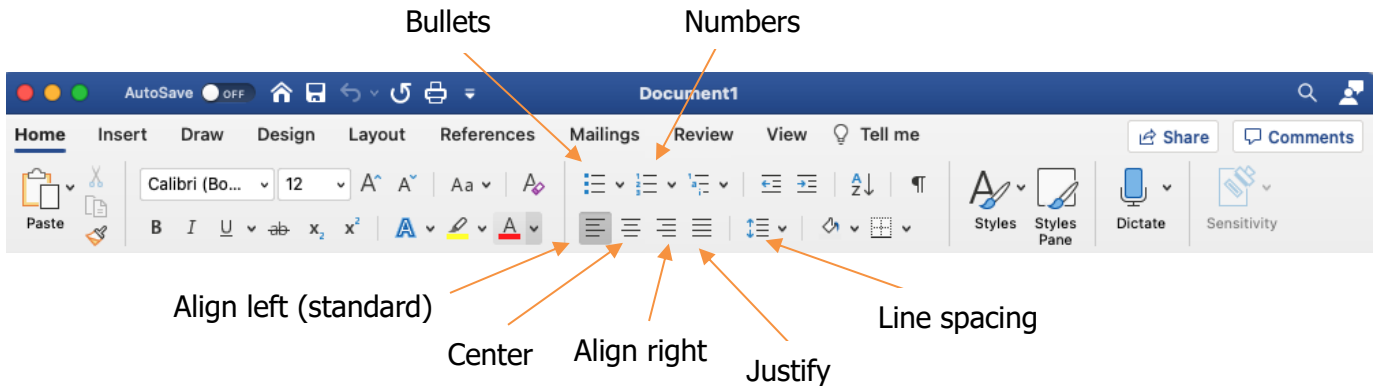 Bullets Numbers
AutoSave OFF Document1
Home Insert Draw Design Layout References Mailings Review View Tell me Share Comments
Paste Calibri (Bo... 12 A^ A˅ Aa A A Z ¶ Styles Styles Pane Dictate Sensitivity
B I U ab x₂ x² A A
Align left (standard)
Line spacing
Center Align right
Justify